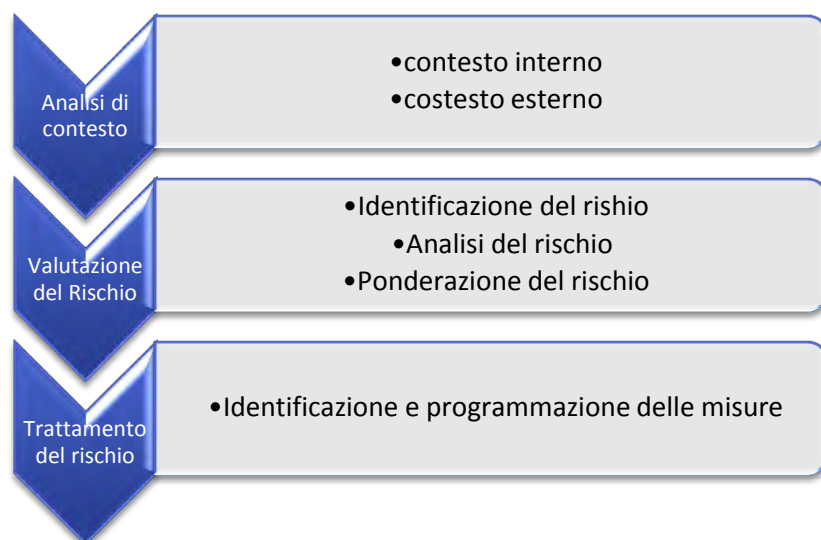 Analisi di
contesto
•contesto interno
•costesto esterno
Valutazione
del Rischio
•Identificazione del rishio
•Analisi del rischio
•Ponderazione del rischio
Trattamento
del rischio
•Identificazione e programmazione delle misure